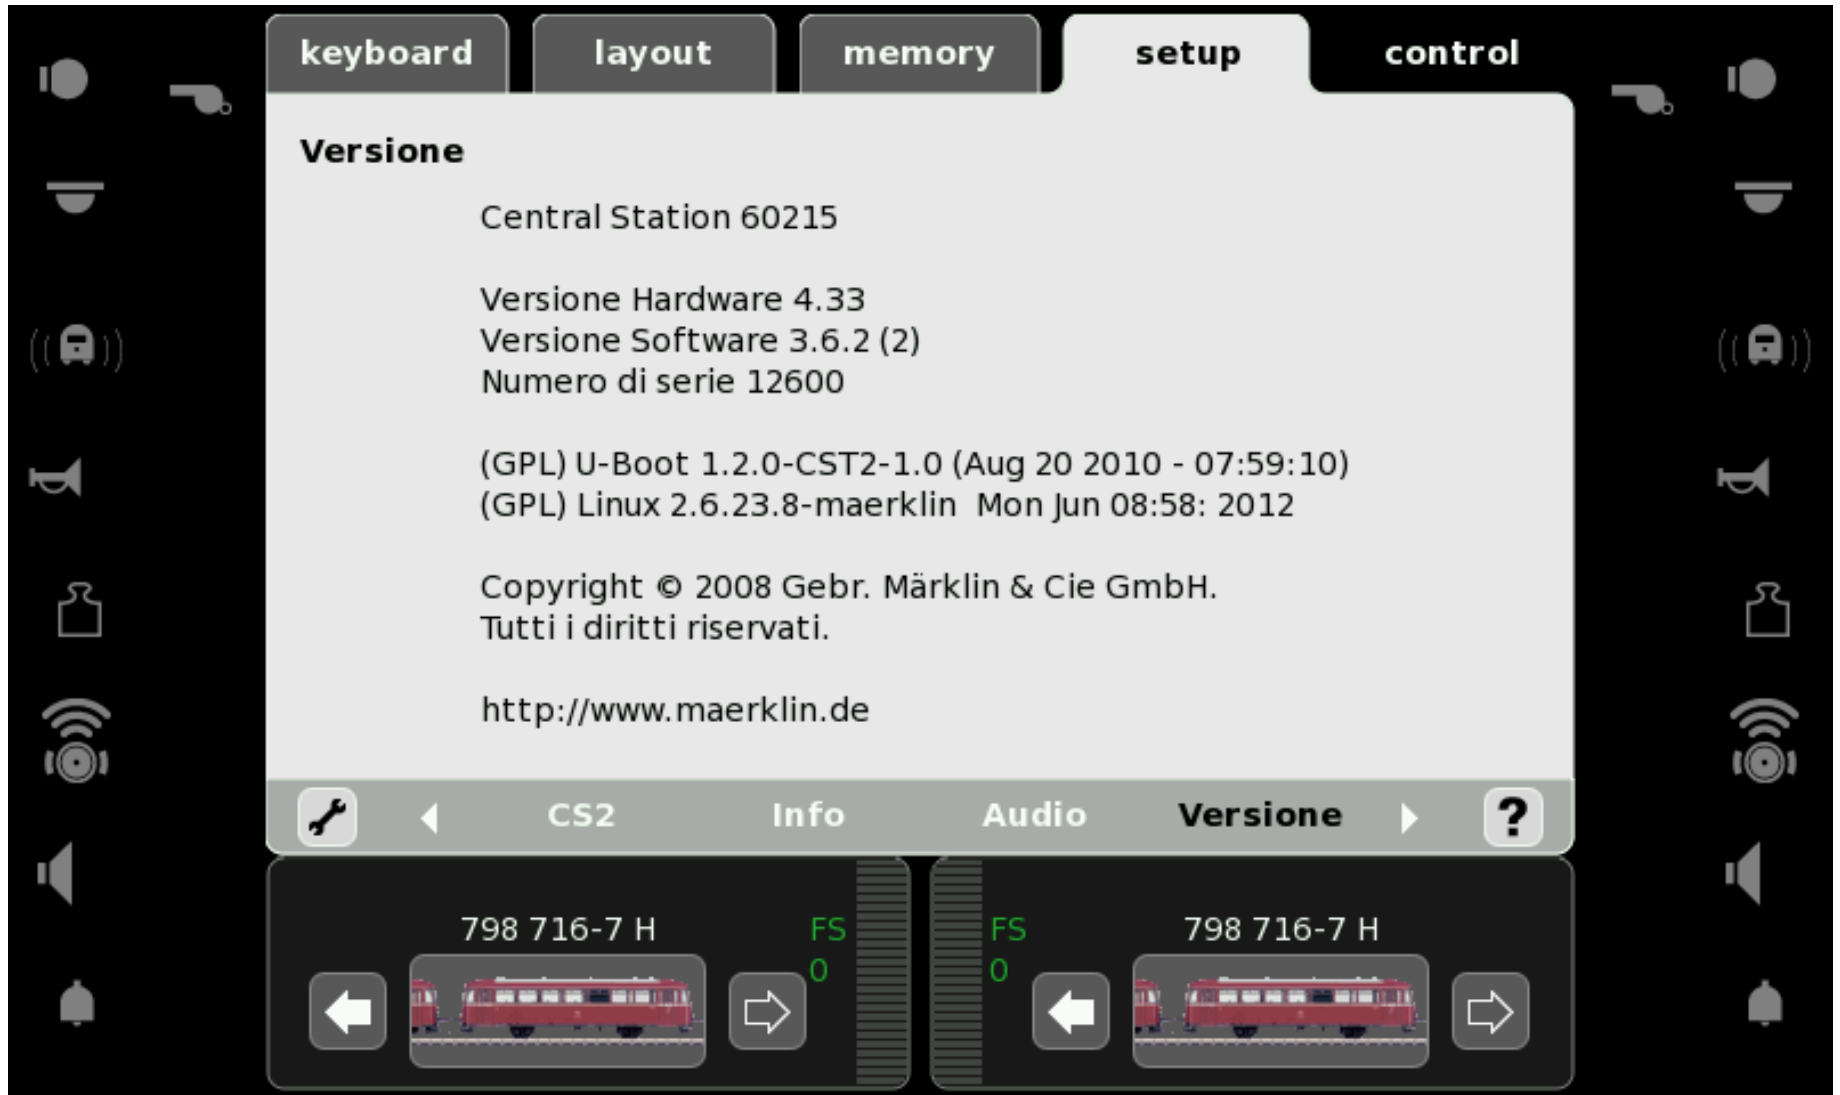 keyboard layout memory setup control
Versione
Central Station 60215
Versione Hardware 4.33
Versione Software 3.6.2 (2)
Numero di serie 12600
(GPL) U-Boot 1.2.0-CST2-1.0 (Aug 20 2010 - 07:59:10)
(GPL) Linux 2.6.23.8-maerklin  Mon Jun 08:58: 2012
Copyright © 2008 Gebr. Märklin & Cie GmbH.
Tutti i diritti riservati.
http://www.maerklin.de
CS2 Info Audio Versione ?
798 716-7 H FS FS 798 716-7 H
0 0